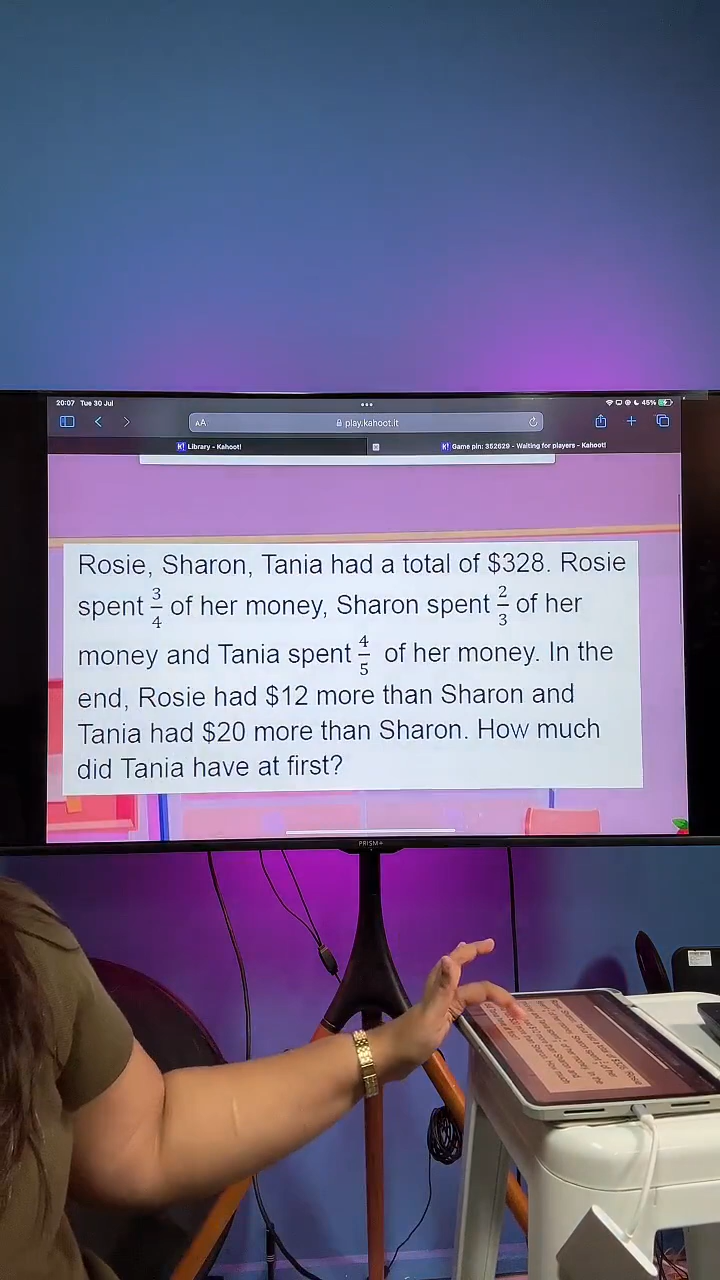 20:07 Tue 30 Jul
45%
AA
play.kahoot.it
K! Library - Kahoot!
K! Game pin: 352629 - Waiting for players - Kahoot!
Rosie, Sharon, Tania had a total of $328. Rosie
spent 3/4 of her money, Sharon spent 2/3 of her
money and Tania spent 4/5 of her money. In the
end, Rosie had $12 more than Sharon and
Tania had $20 more than Sharon. How much
did Tania have at first?
PRISM+